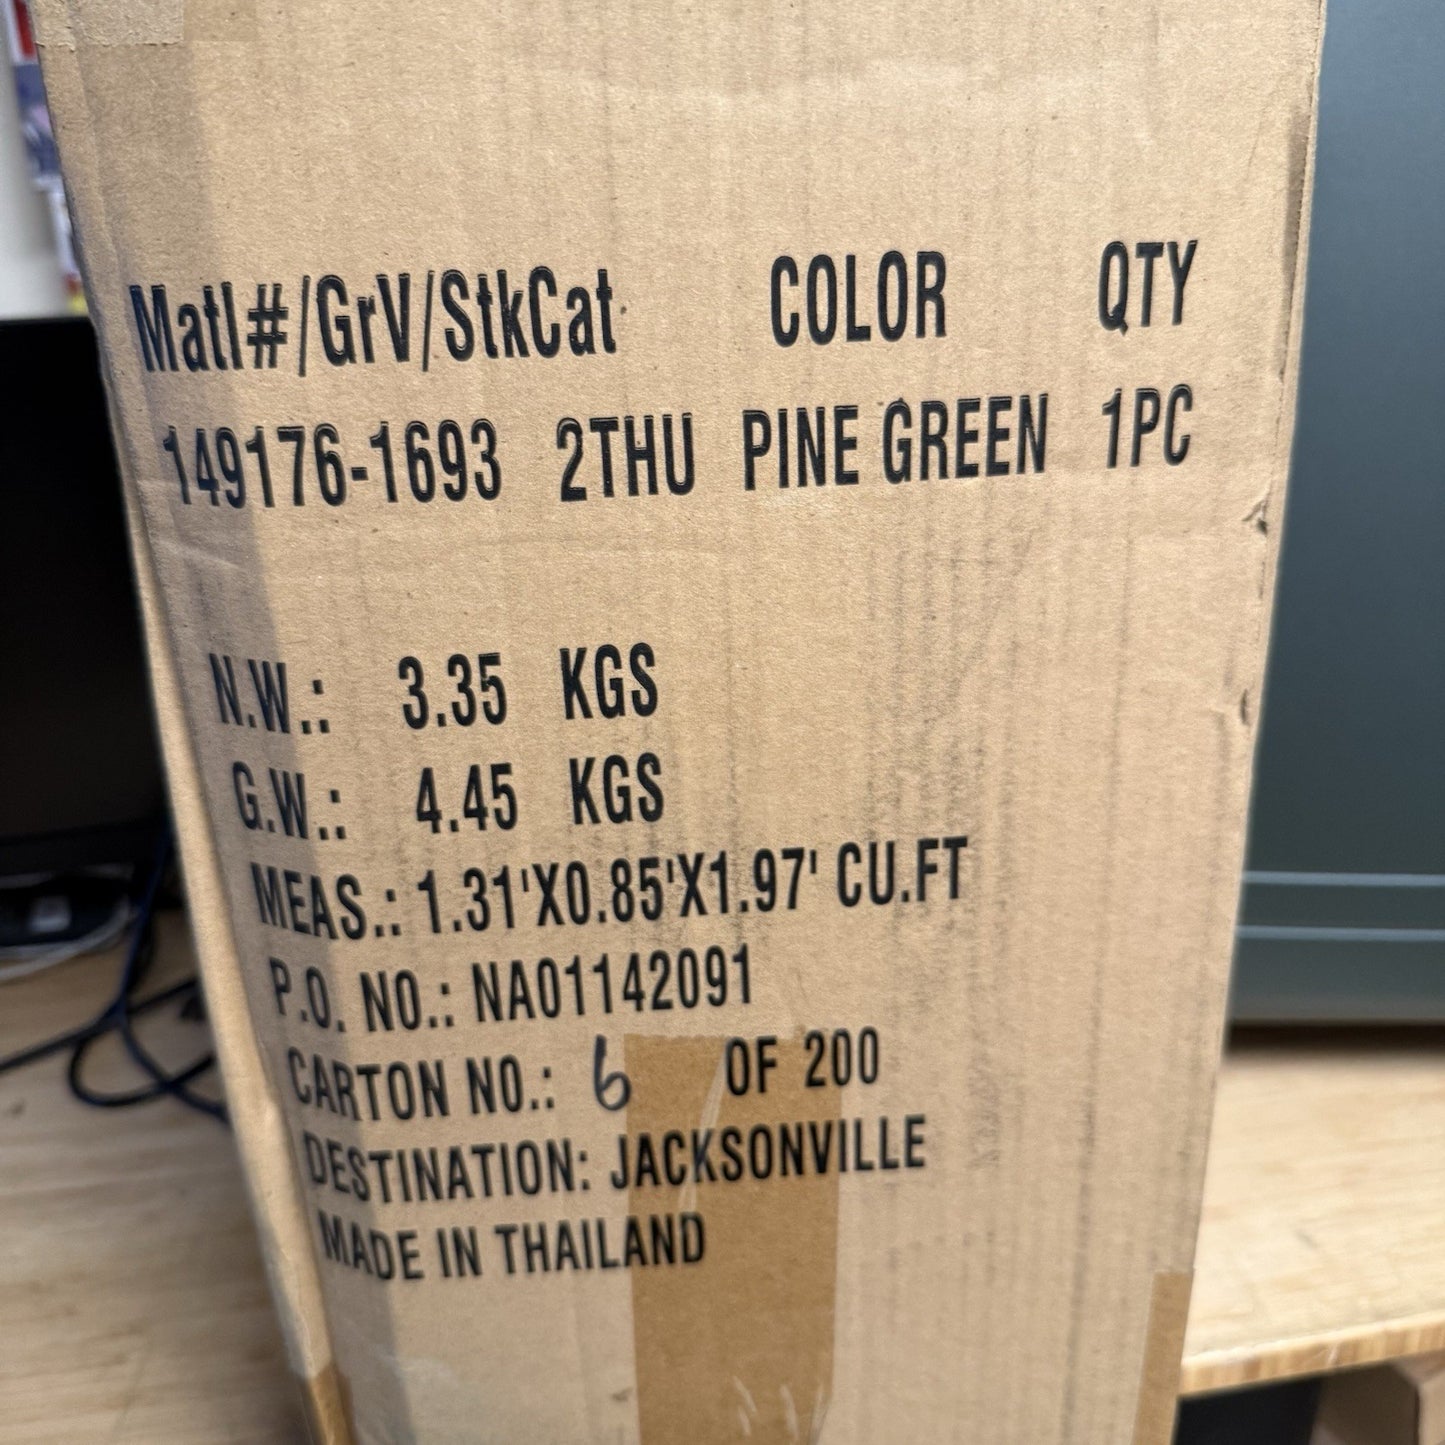 Matl#/GrV/StkCat COLOR QTY
149176-1693 2THU PINE GREEN 1PC
N.W.: 3.35 KGS
G.W.: 4.45 KGS
MEAS.: 1.31'X0.85'X1.97' CU.FT
P.O. NO.: NA01142091
CARTON NO.: 6 OF 200
DESTINATION: JACKSONVILLE
MADE IN THAILAND